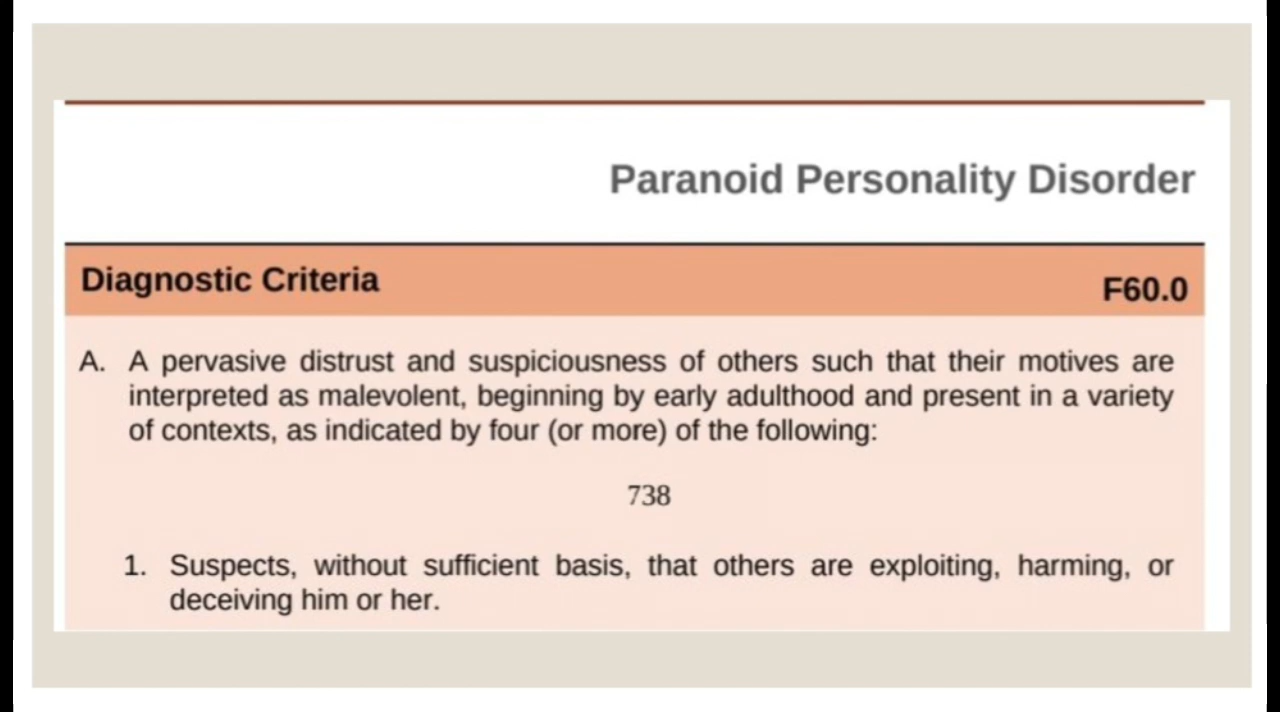 Paranoid Personality Disorder
Diagnostic Criteria
F60.0
A. A pervasive distrust and suspiciousness of others such that their motives are
interpreted as malevolent, beginning by early adulthood and present in a variety
of contexts, as indicated by four (or more) of the following:
738
1. Suspects, without sufficient basis, that others are exploiting, harming, or
deceiving him or her.